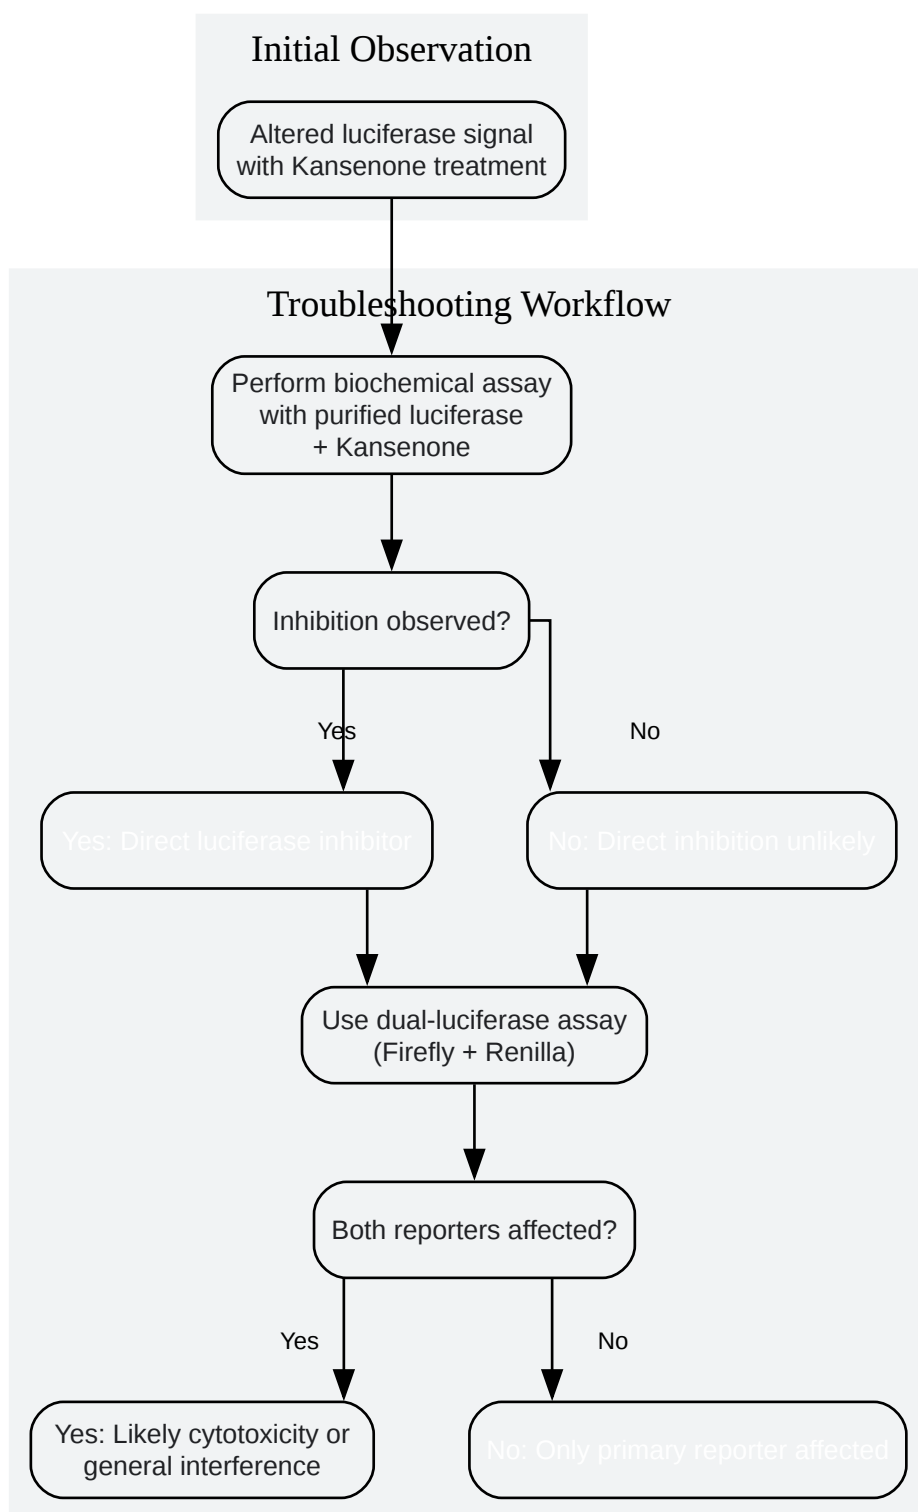 Initial Observation
Altered luciferase signal
with Kansenone treatment
Troubleshooting Workflow
Perform biochemical assay
with purified luciferase
+ Kansenone
Inhibition observed?
Yes
No
Yes: Direct luciferase inhibitor
No: Direct inhibition unlikely
Use dual-luciferase assay
(Firefly + Renilla)
Both reporters affected?
Yes
No
Yes: Likely cytotoxicity or
general interference
No: Only primary reporter affected